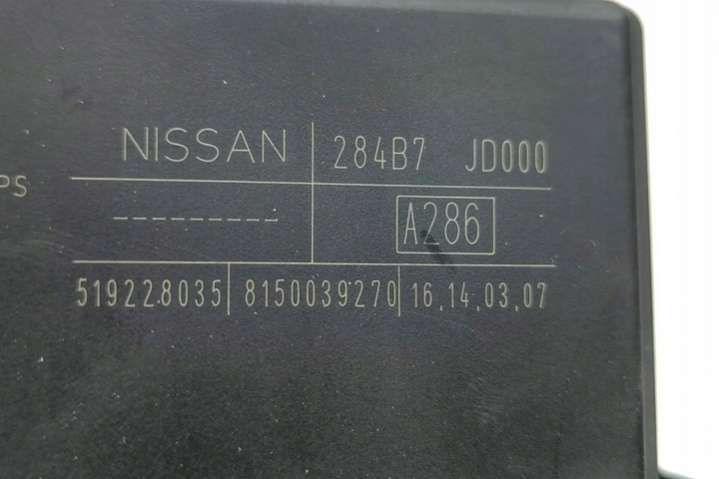 NISSAN 284B7 JD000
PS
--------- A286
519228035 8150039270 16.14.03.07